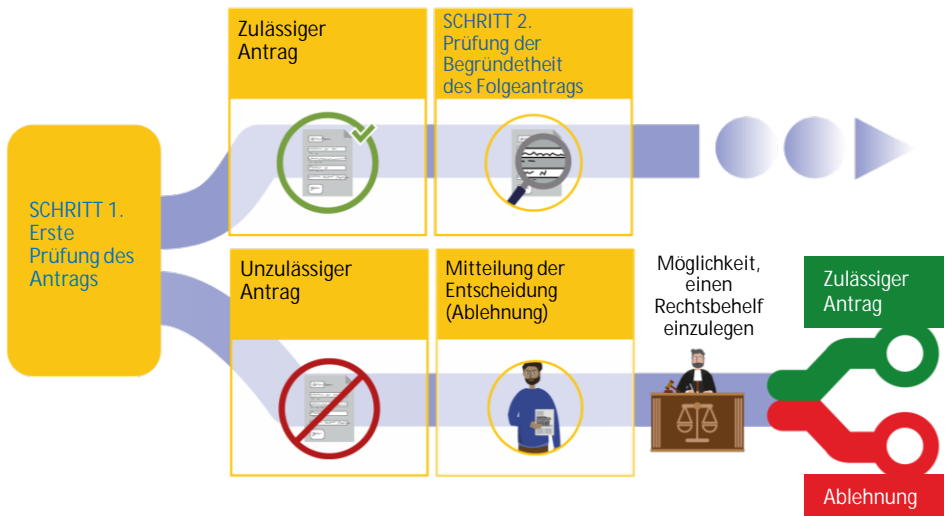 SCHRITT 1.
Erste
Prüfung des
Antrags
Zulässiger
Antrag
SCHRITT 2.
Prüfung der
Begründetheit
des Folgeantrags
Unzulässiger
Antrag
Mitteilung der
Entscheidung
(Ablehnung)
Möglichkeit,
einen
Rechtsbehelf
einzulegen
Zulässiger
Antrag
Ablehnung